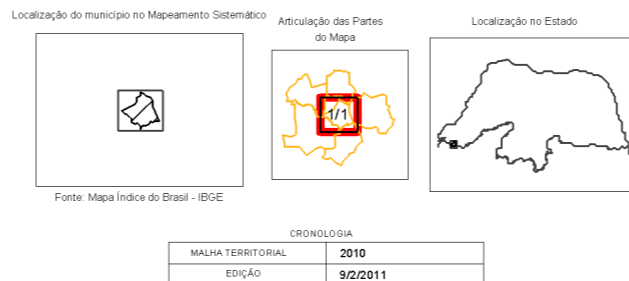 Localização do município no Mapeamento Sistemático
Articulação das Partes
do Mapa
Localização no Estado
1/1
Fonte: Mapa Índice do Brasil - IBGE
CRONOLOGIA
MALHA TERRITORIAL 2010
EDIÇÃO 9/2/2011